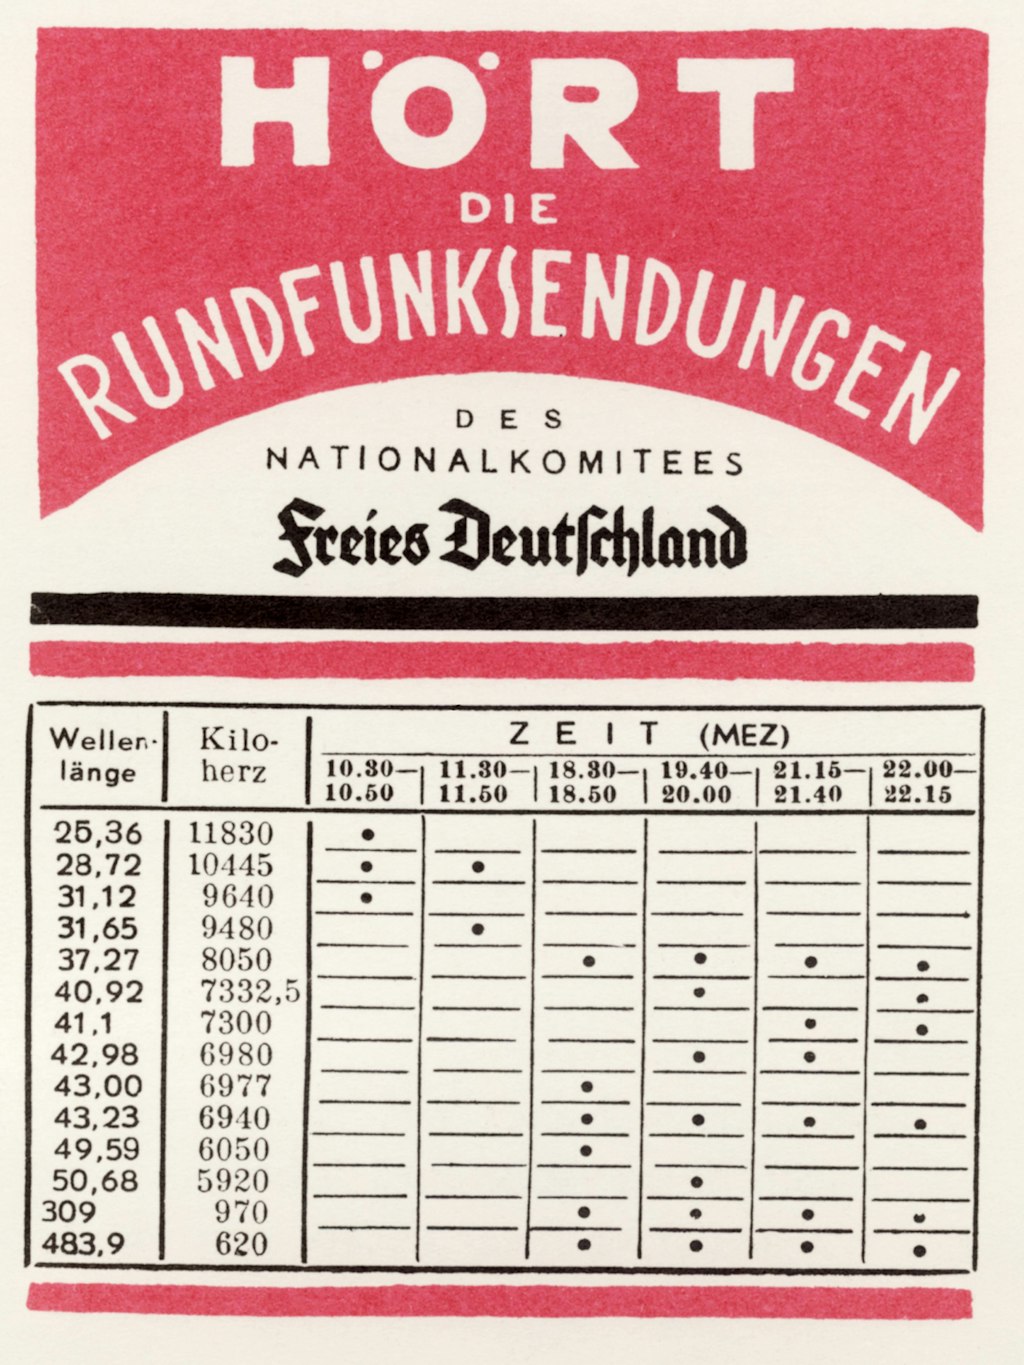 HÖRT
DIE
RUNDFUNKSENDUNGEN
DES
NATIONALKOMITEES
Freies Deutschland
Wellen-länge Kilo-herz ZEIT (MEZ)
10.30— 11.30— 18.30— 19.40— 21.15— 22.00—
10.50 11.50 18.50 20.00 21.40 22.15
25,36 11830 •
28,72 10445 • •
31,12 9640 •
31,65 9480 •
37,27 8050 • • • •
40,92 7332,5 • •
41,1 7300 • •
42,98 6980 • •
43,00 6977 •
43,23 6940 • • • •
49,59 6050 •
50,68 5920 •
309 970 • • • •
483,9 620 • • • •